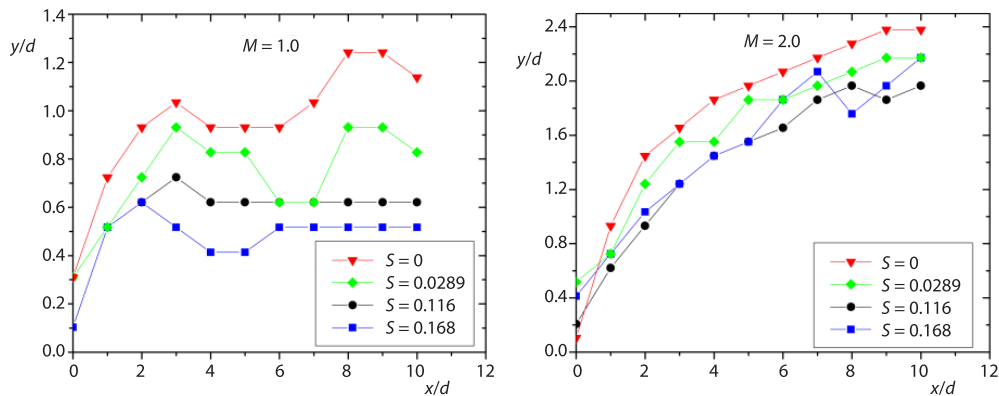 1.4
y/d
M = 1.0
1.2
1.0
0.8
0.6
0.4
0.2
0.0
S = 0
S = 0.0289
S = 0.116
S = 0.168
0 2 4 6 8 10 12
x/d
2.4
y/d
M = 2.0
2.0
1.6
1.2
0.8
0.4
0.0
S = 0
S = 0.0289
S = 0.116
S = 0.168
0 2 4 6 8 10 12
x/d